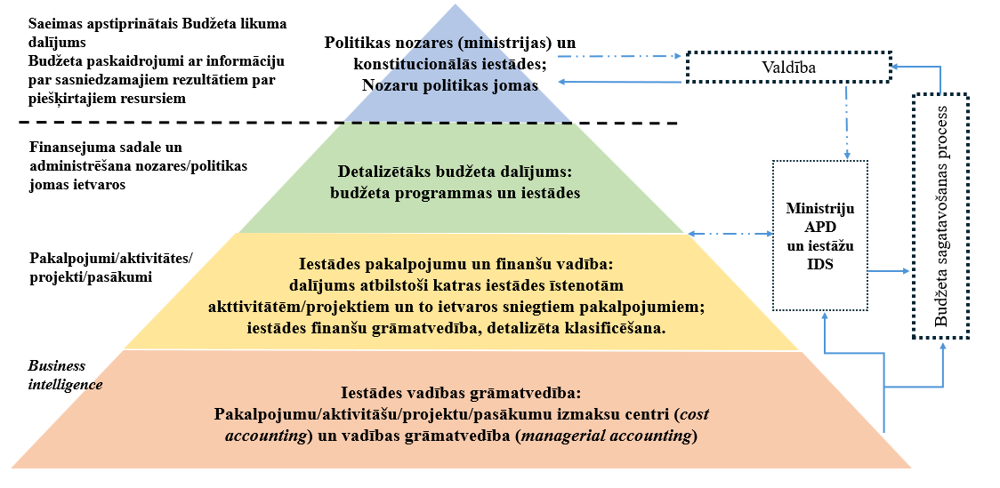 Saeimas apstiprinātais Budžeta likuma
dalījums
Budžeta paskaidrojumi ar informāciju
par sasniedzamajiem rezultātiem par
piešķirtajiem resursiem
Politikas nozares (ministrijas) un
konstitucionālās iestādes;
Nozaru politikas jomas
Valdība
Finansejuma sadale un
administrēšana nozares/politikas
jomas ietvaros
Detalizētāks budžeta dalījums:
budžeta programmas un iestādes
Ministriju
APD
un iestāžu
IDS
Budžeta sagatavošanas process
Pakalpojumi/aktivitātes/
projekti/pasākumi
Iestādes pakalpojumu un finanšu vadība:
dalījums atbilstoši katras iestādes īstenotām
akttivitātēm/projektiem un to ietvaros sniegtiem pakalpojumiem;
iestādes finanšu grāmatvedība, detalizēta klasificēšana.
Business
intelligence
Iestādes vadības grāmatvedība:
Pakalpojumu/aktivitāšu/projektu/pasākumu izmaksu centri (cost
accounting) un vadības grāmatvedība (managerial accounting)